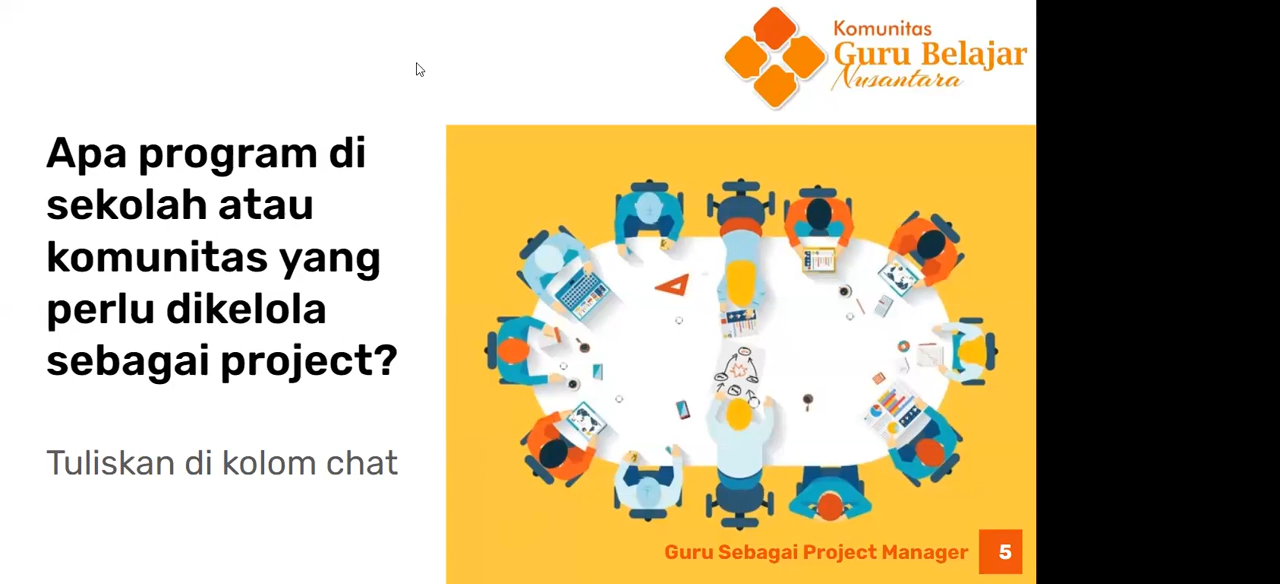 Komunitas
Guru Belajar
Nusantara
Apa program di
sekolah atau
komunitas yang
perlu dikelola
sebagai project?
Tuliskan di kolom chat
Guru Sebagai Project Manager
5